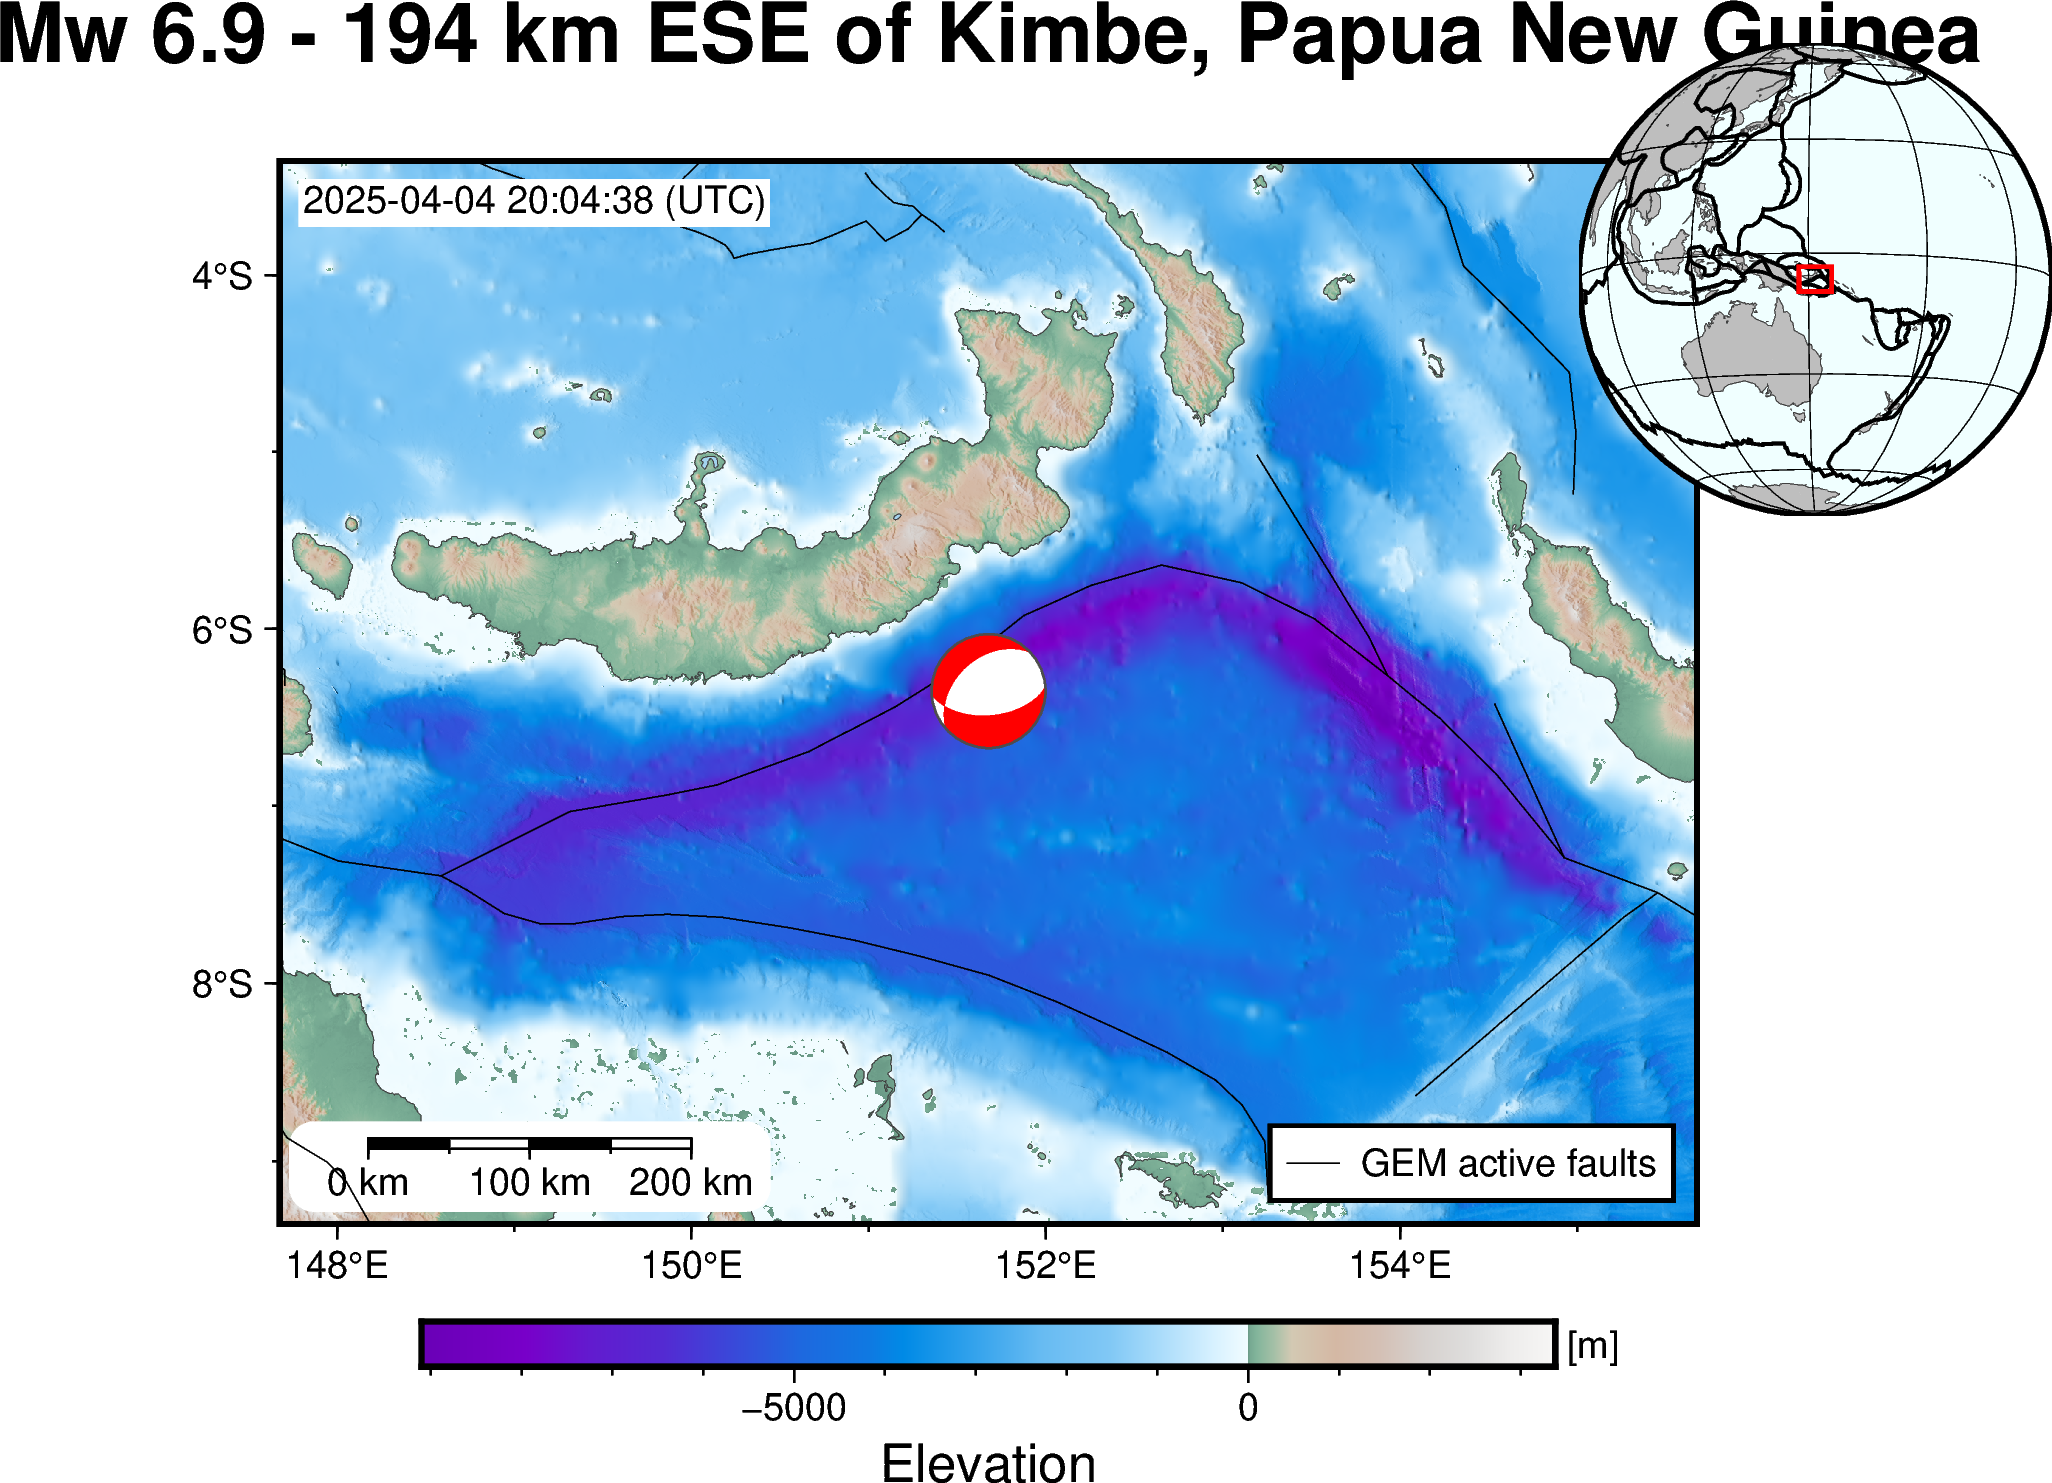 Mw 6.9 - 194 km ESE of Kimbe, Papua New Guinea
2025-04-04 20:04:38 (UTC)
4°S
6°S
8°S
0 km 100 km 200 km
GEM active faults
148°E 150°E 152°E 154°E
[m]
−5000 0
Elevation